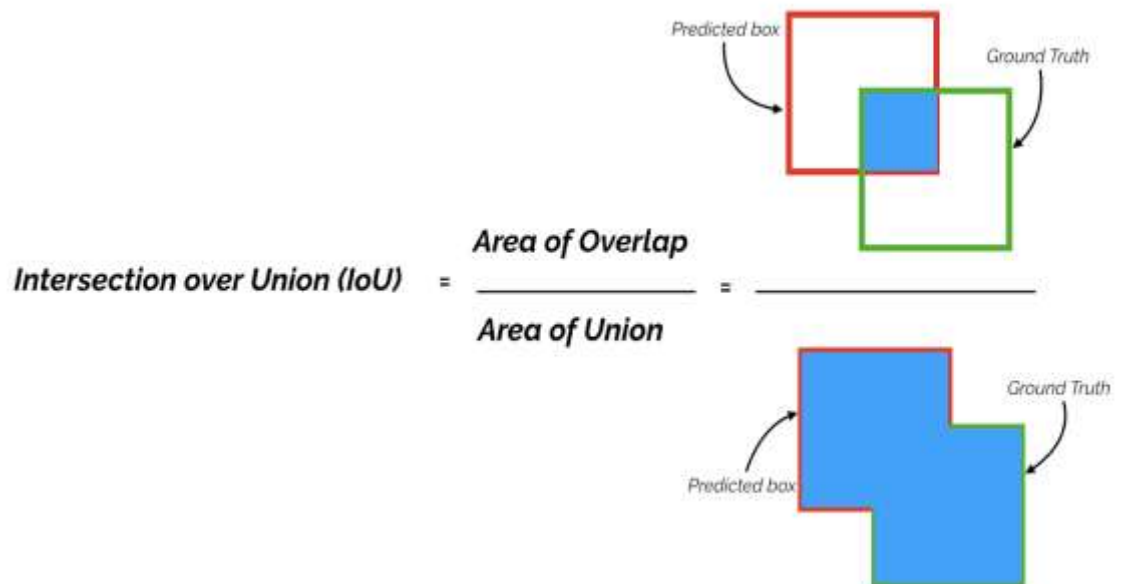 Predicted box
Ground Truth
Intersection over Union (IoU) = Area of Overlap =
Area of Union
Ground Truth
Predicted box